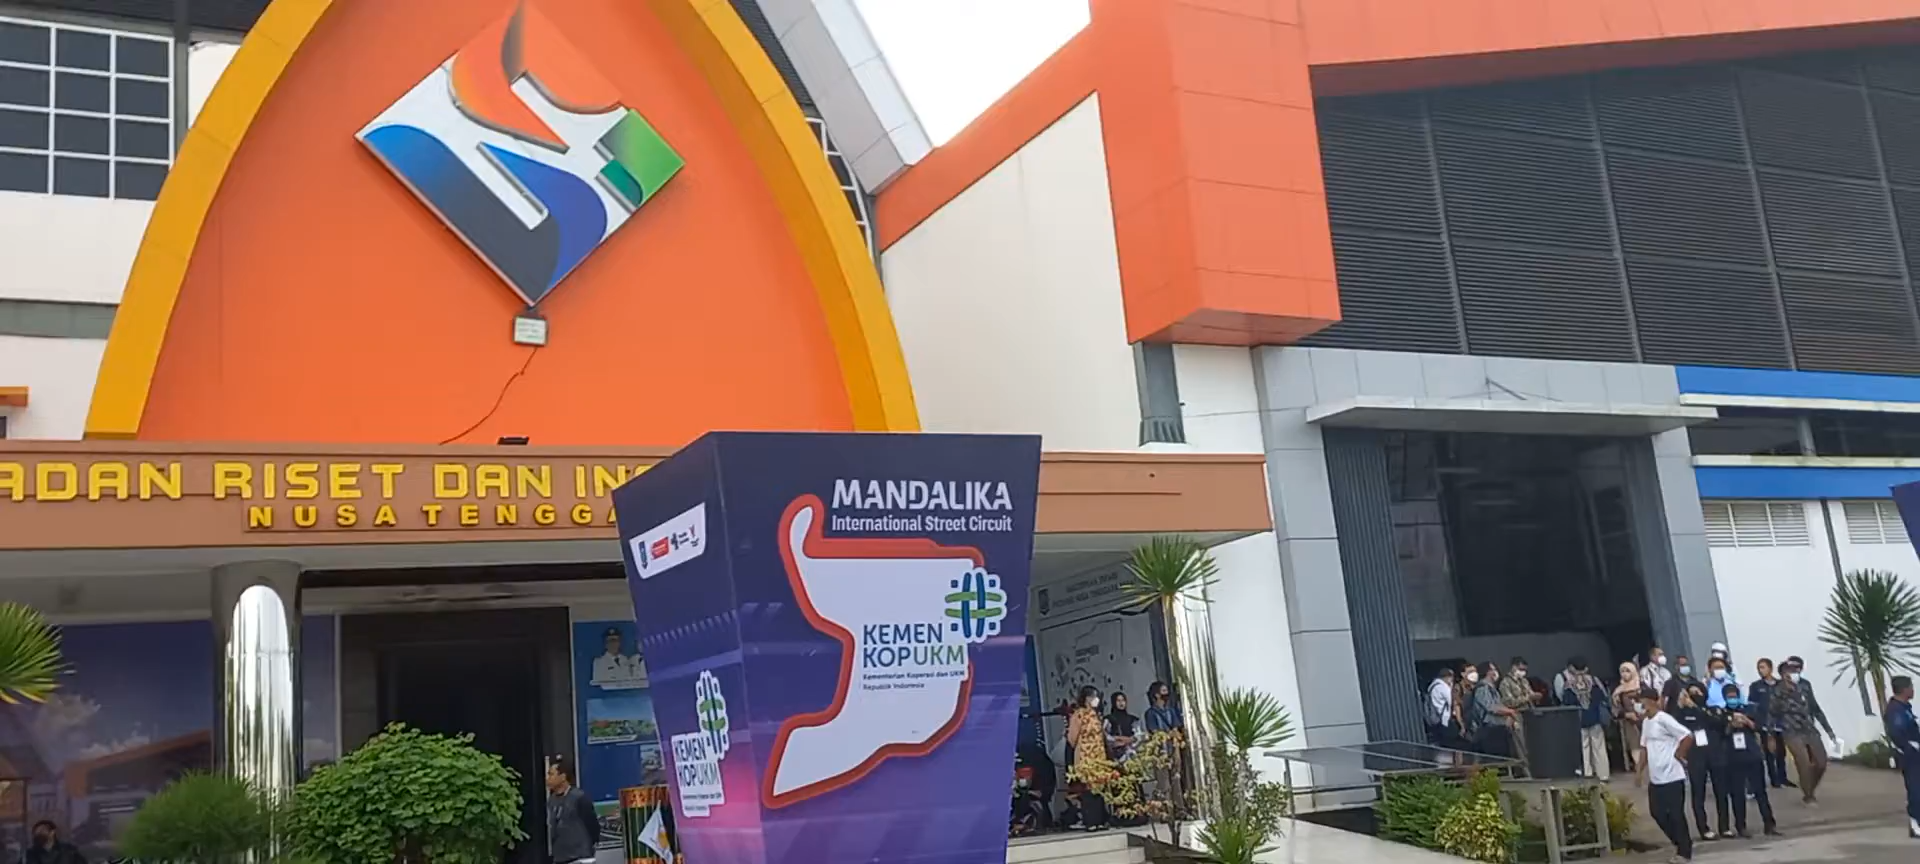 ADAN RISET DAN IN
NUSA TENGGA
MANDALIKA
International Street Circuit
KEMEN
KOPUKM
Kementerian Koperasi dan UKM
Republik Indonesia
KEMEN
KOPUKM